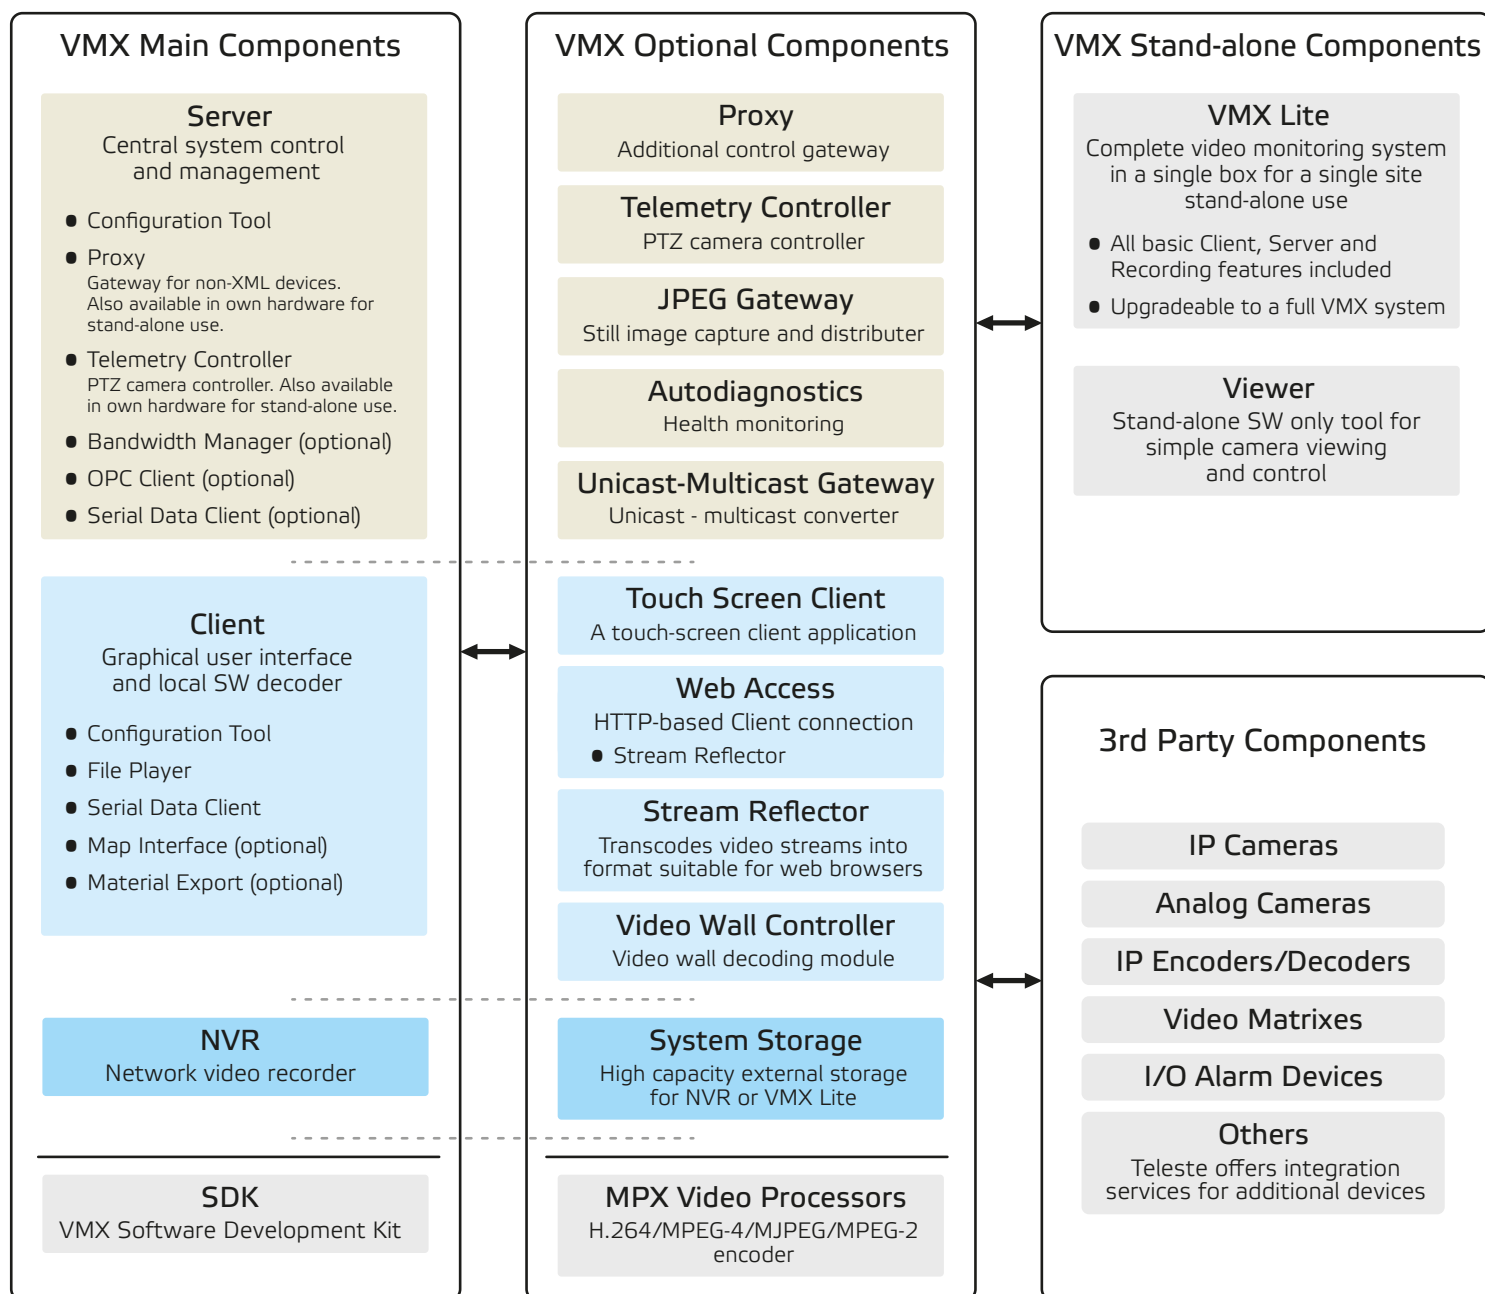 VMX Main Components
Server
Central system control
and management
• Configuration Tool
• Proxy
Gateway for non-XML devices.
Also available in own hardware for
stand-alone use.
• Telemetry Controller
PTZ camera controller. Also available
in own hardware for stand-alone use.
• Bandwidth Manager (optional)
• OPC Client (optional)
• Serial Data Client (optional)
Client
Graphical user interface
and local SW decoder
• Configuration Tool
• File Player
• Serial Data Client
• Map Interface (optional)
• Material Export (optional)
NVR
Network video recorder
SDK
VMX Software Development Kit
VMX Optional Components
Proxy
Additional control gateway
Telemetry Controller
PTZ camera controller
JPEG Gateway
Still image capture and distributer
Autodiagnostics
Health monitoring
Unicast-Multicast Gateway
Unicast - multicast converter
Touch Screen Client
A touch-screen client application
Web Access
HTTP-based Client connection
• Stream Reflector
Stream Reflector
Transcodes video streams into
format suitable for web browsers
Video Wall Controller
Video wall decoding module
System Storage
High capacity external storage
for NVR or VMX Lite
MPX Video Processors
H.264/MPEG-4/MJPEG/MPEG-2
encoder
VMX Stand-alone Components
VMX Lite
Complete video monitoring system
in a single box for a single site
stand-alone use
• All basic Client, Server and
Recording features included
• Upgradeable to a full VMX system
Viewer
Stand-alone SW only tool for
simple camera viewing
and control
3rd Party Components
IP Cameras
Analog Cameras
IP Encoders/Decoders
Video Matrixes
I/O Alarm Devices
Others
Teleste offers integration
services for additional devices